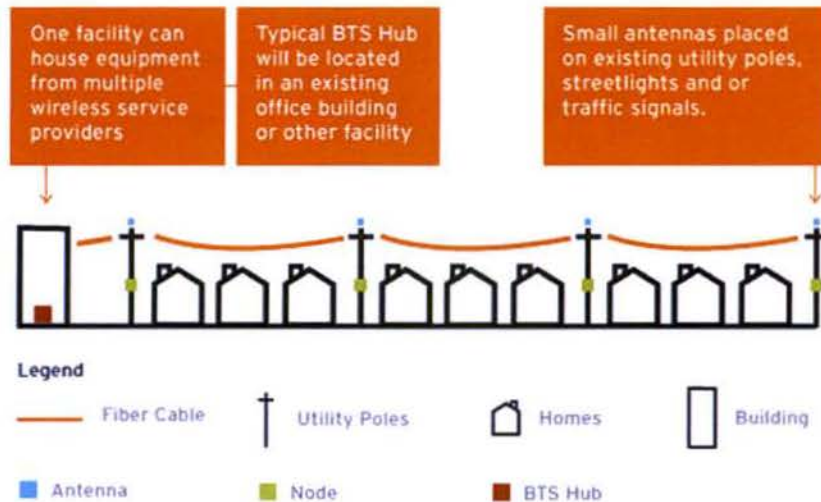 One facility can
house equipment
from multiple
wireless service
providers
Typical BTS Hub
will be located
in an existing
office building
or other facility
Small antennas placed
on existing utility poles,
streetlights and or
traffic signals.
Legend
Fiber Cable
Utility Poles
Homes
Building
Antenna
Node
BTS Hub